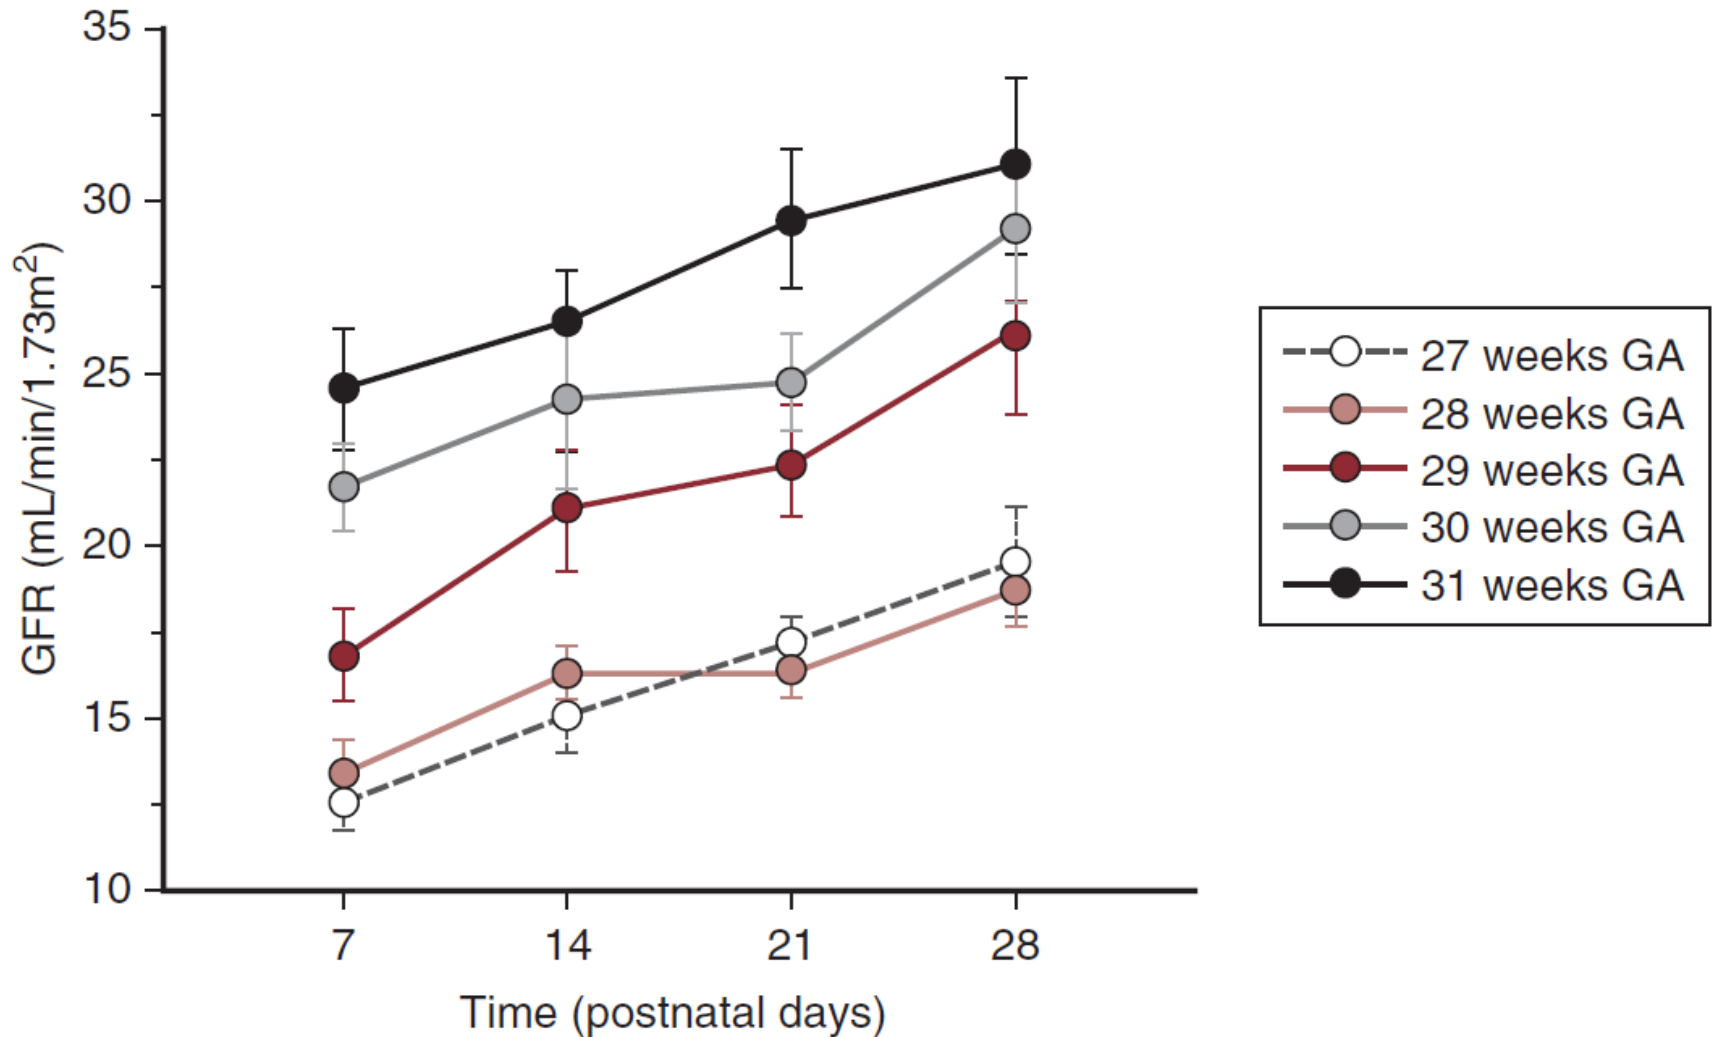 35
30
25
20
15
10
GFR (mL/min/1.73m²)
7 14 21 28
Time (postnatal days)
27 weeks GA
28 weeks GA
29 weeks GA
30 weeks GA
31 weeks GA